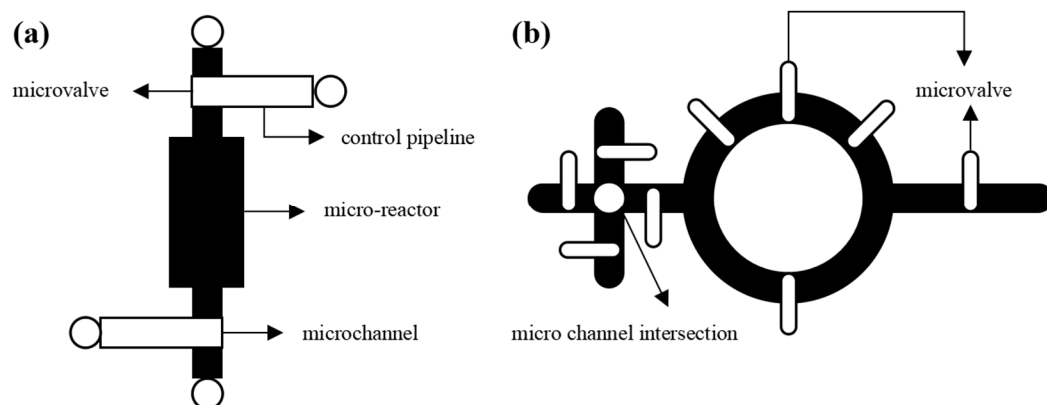 (a)
microvalve
control pipeline
micro-reactor
microchannel
(b)
microvalve
micro channel intersection